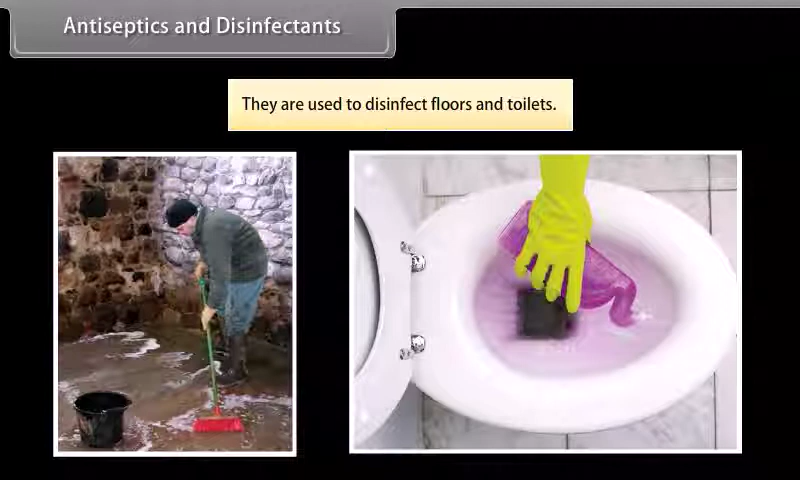 Antiseptics and Disinfectants
They are used to disinfect floors and toilets.